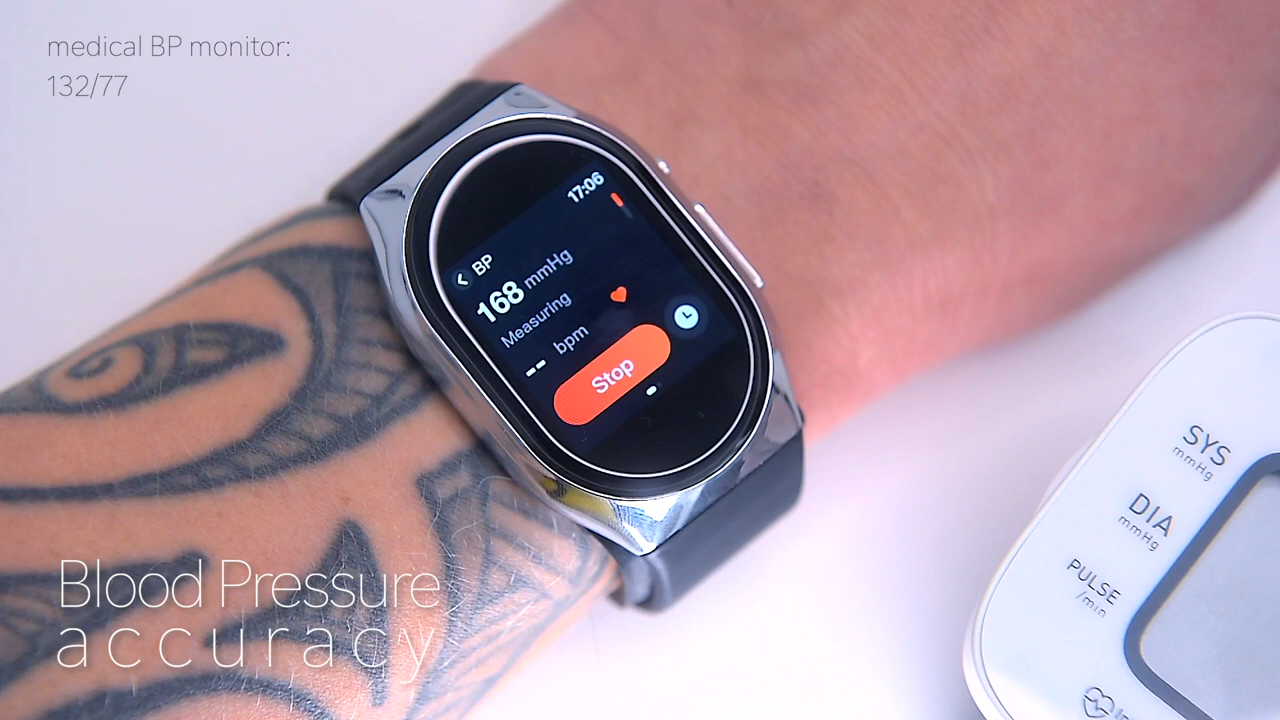 medical BP monitor:
132/77
17:06
BP
168 mmHg
Measuring
-- bpm
Stop
SYS
mmHg
DIA
mmHg
PULSE
/min
Blood Pressure
accuracy